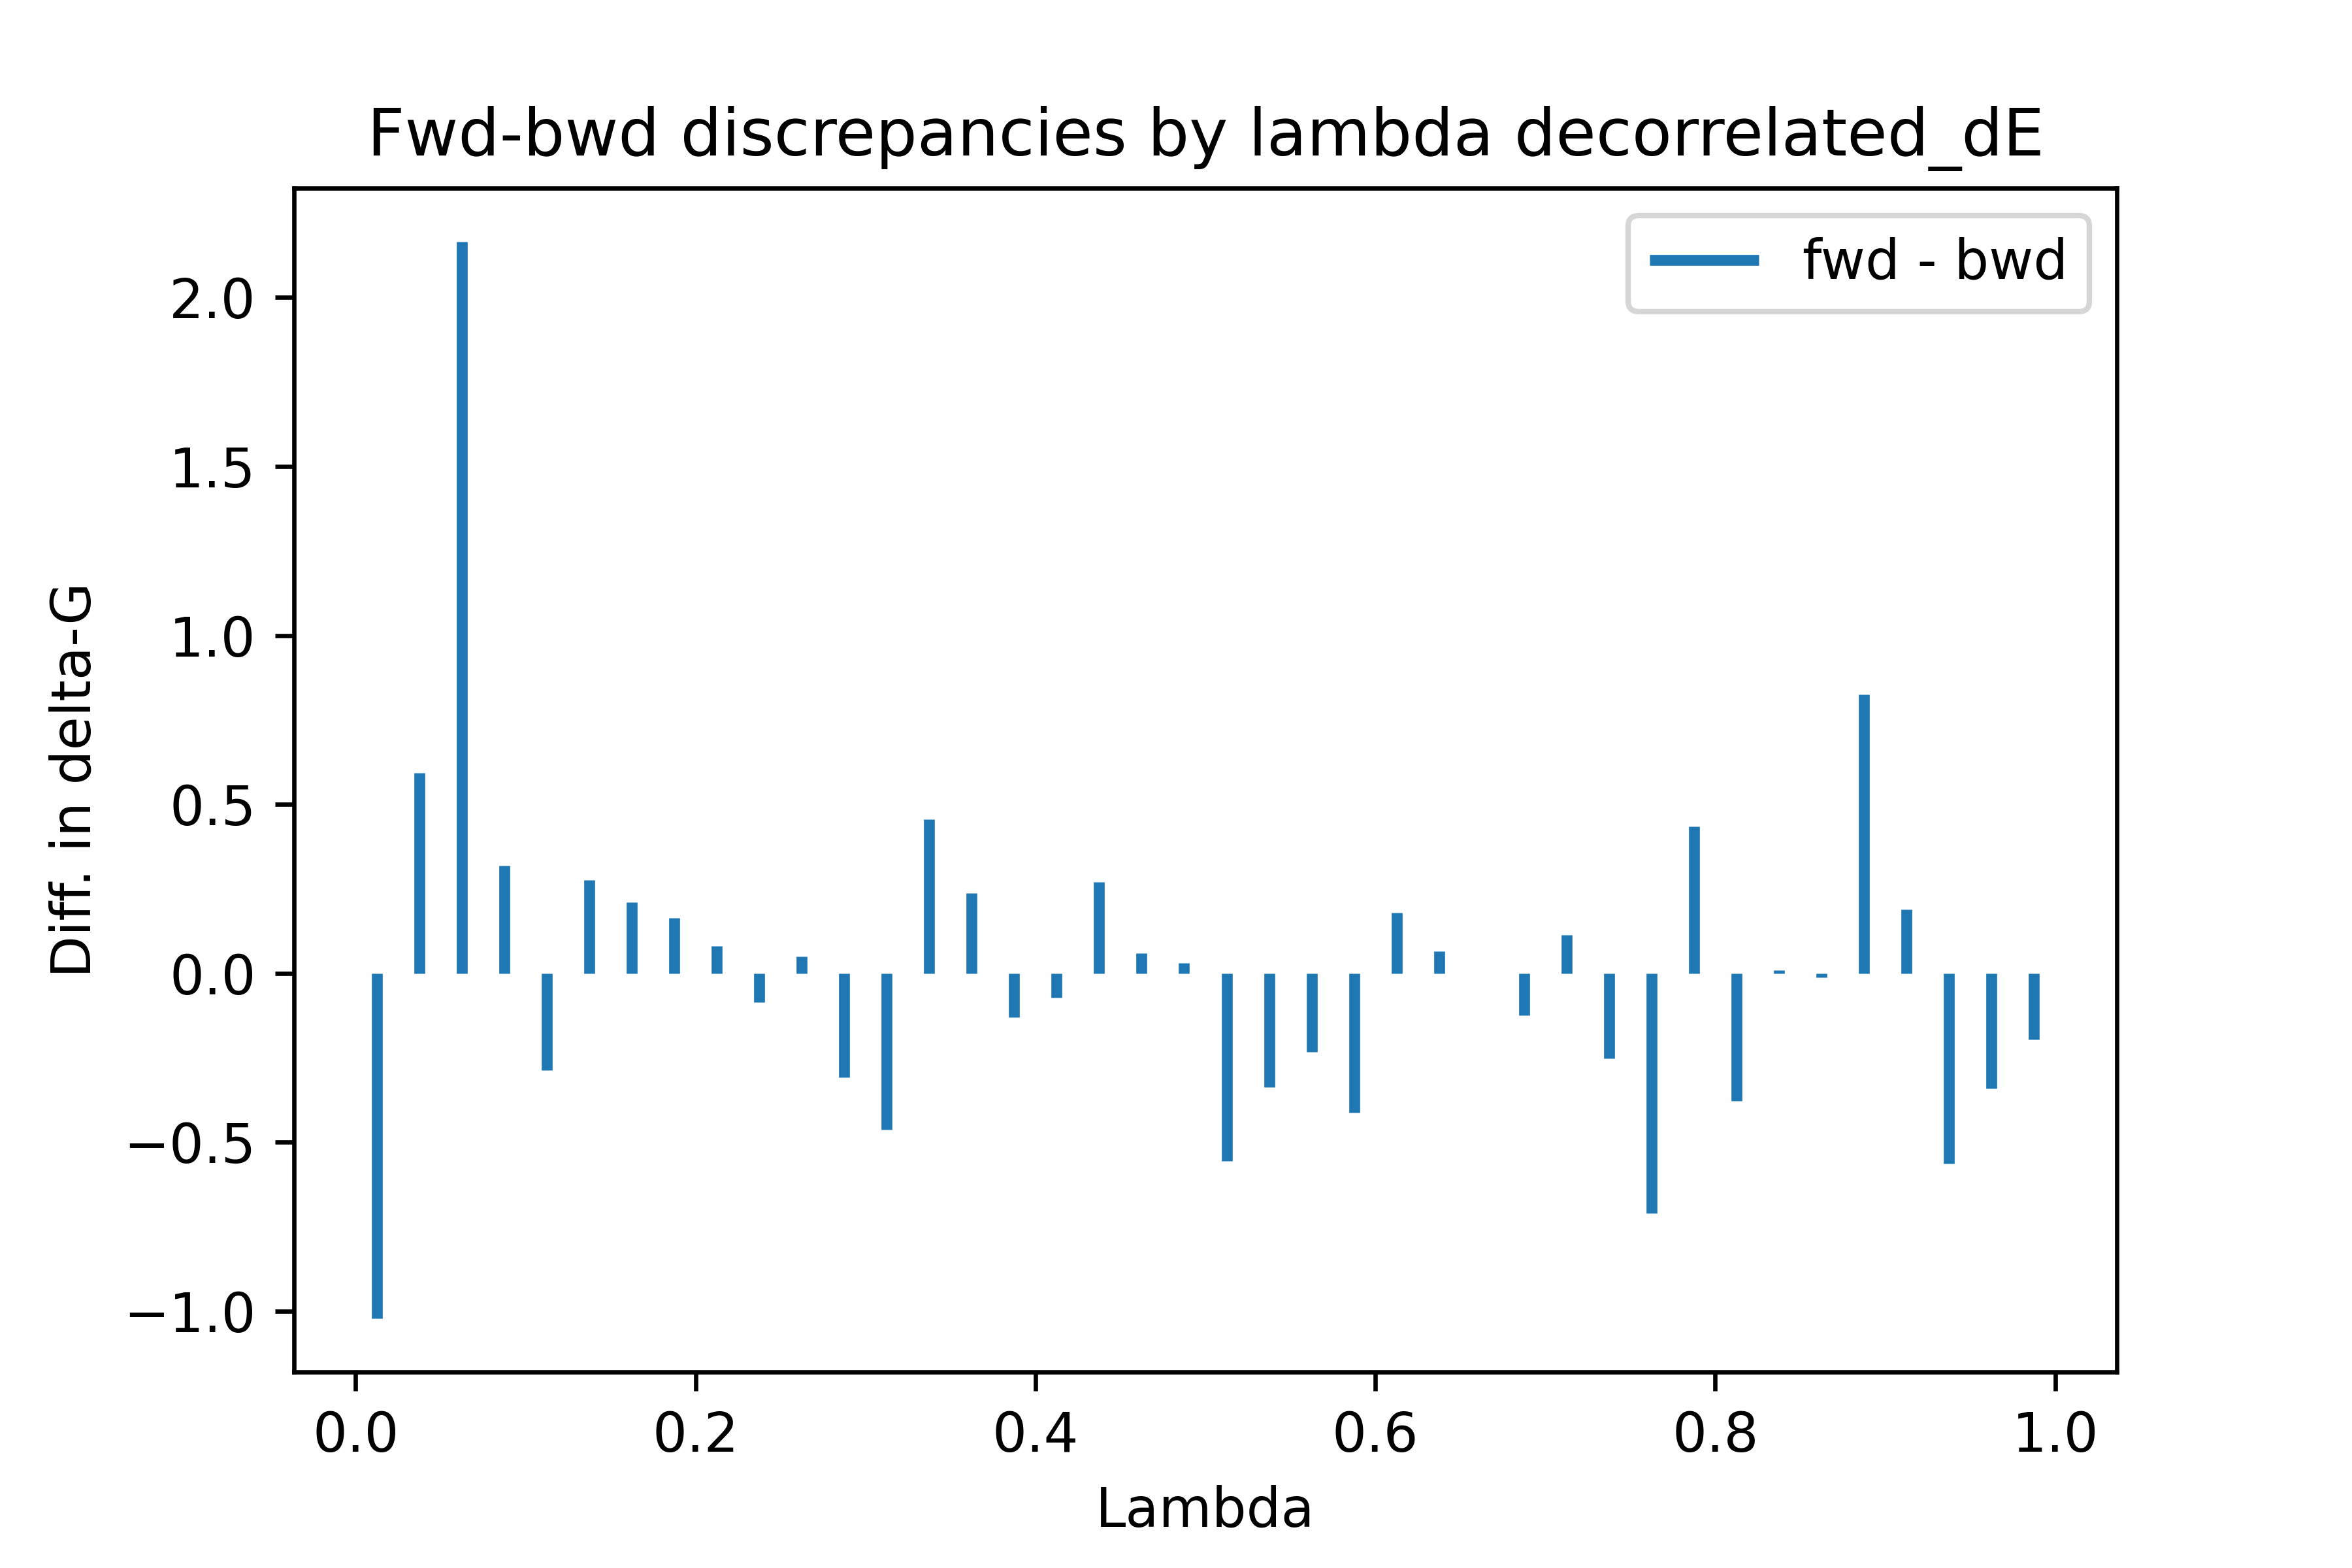 Fwd-bwd discrepancies by lambda decorrelated_dE
fwd - bwd
2.0
1.5
1.0
0.5
0.0
−0.5
−1.0
Diff. in delta-G
0.0 0.2 0.4 0.6 0.8 1.0
Lambda